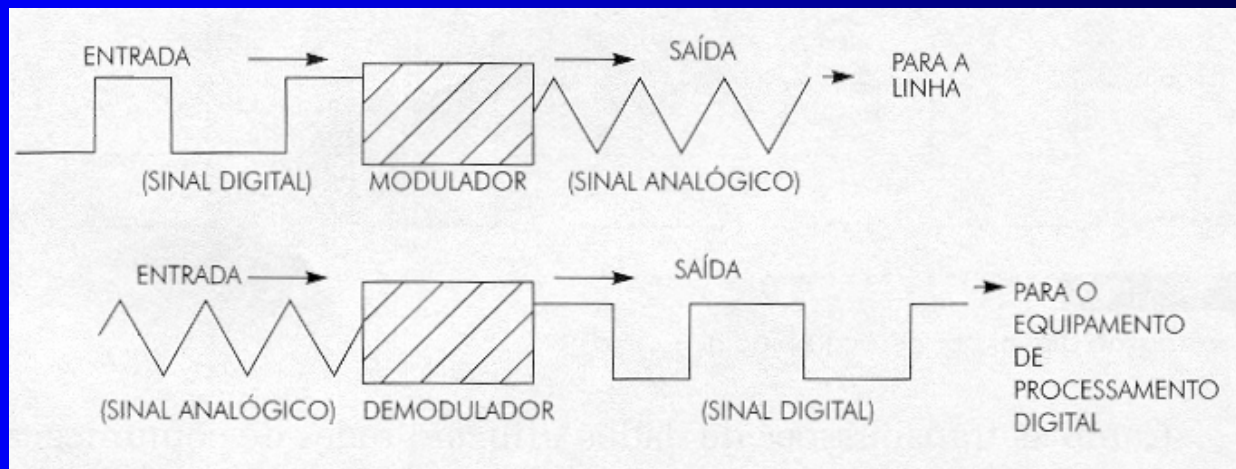 ENTRADA
SAÍDA
PARA A
LINHA
(SINAL DIGITAL)
MODULADOR
(SINAL ANALÓGICO)
ENTRADA
SAÍDA
PARA O
EQUIPAMENTO
DE
PROCESSAMENTO
DIGITAL
(SINAL ANALÓGICO)
DEMODULADOR
(SINAL DIGITAL)